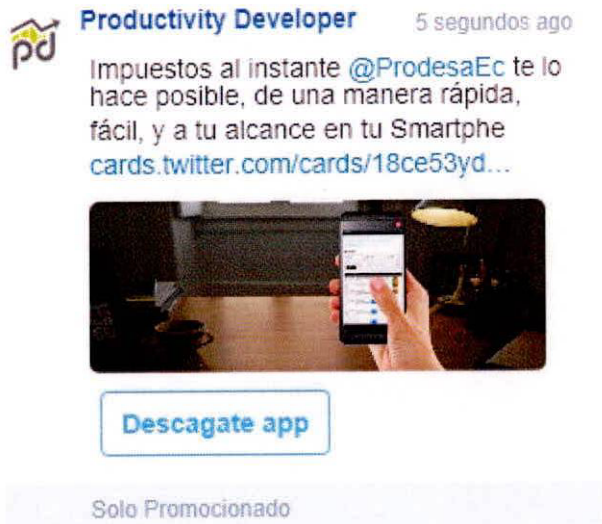 pd
Productivity Developer 5 segundos ago
Impuestos al instante @ProdesaEc te lo
hace posible, de una manera rápida,
fácil, y a tu alcance en tu Smartphe
cards.twitter.com/cards/18ce53yd...
Descagate app
Solo Promocionado